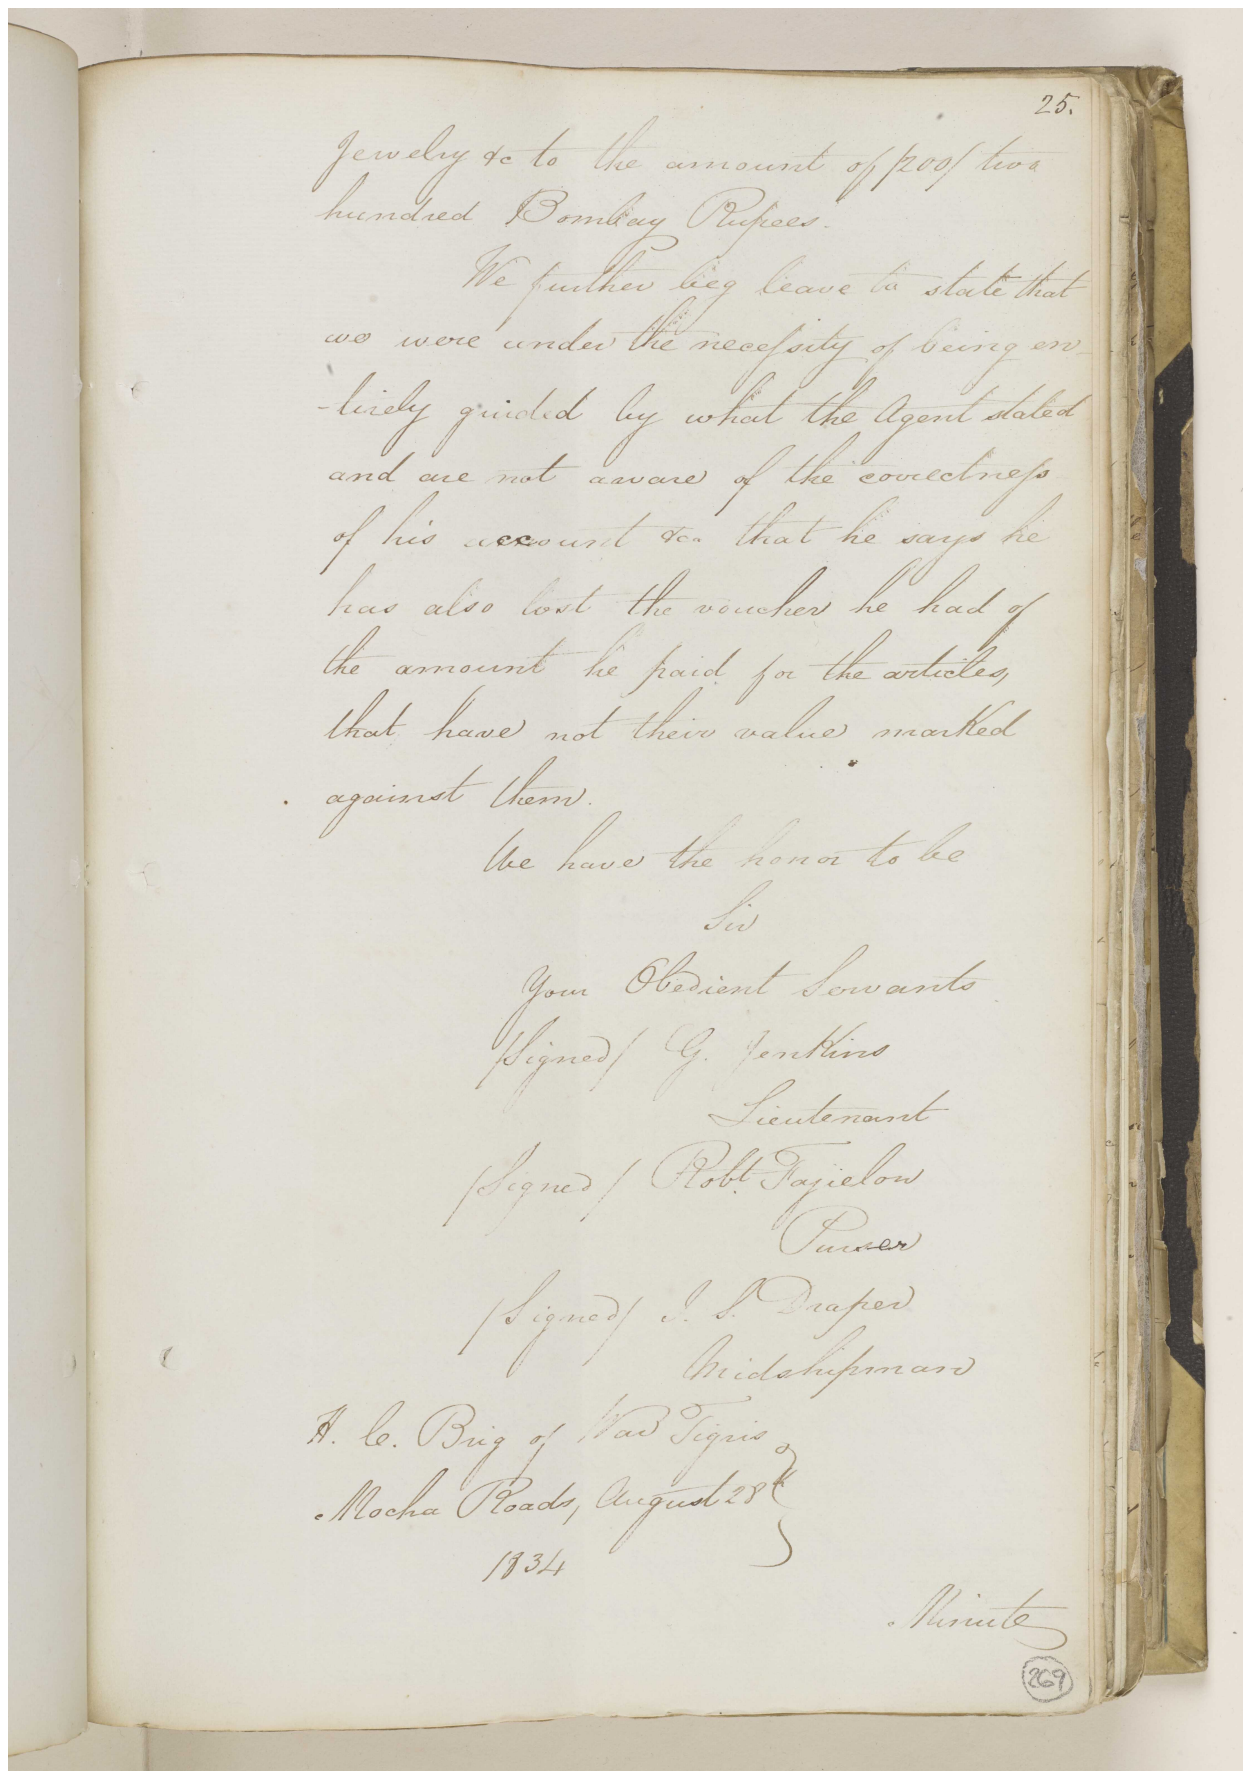 25.
Jewelry &c to the amount of /200/ two
hundred Bombay Rupees.
We further beg leave to state that
we were under the necessity of being en-
-tirely guided by what the Agent stated
and are not aware of the correctness
of his account &ca that he says he
has also lost the voucher he had of
the amount he paid for the articles,
that have not their value marked
against them.
We have the honor to be
Sir
Your Obedient Servants
/Signed/ G. Jenkins
Lieutenant
/Signed/ Robt. Fajielow
Purser
/Signed/ J. S. Draper
Midshipman
H. C. Brig of War Tigris
Mocha Roads, August 28th
1834
Minute
269